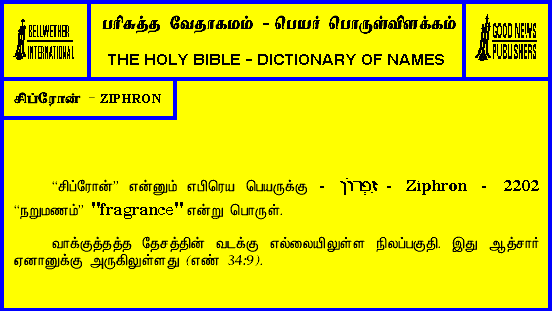 BELLWETHER
INTERNATIONAL
பரிசுத்த வேதாகமம் - பெயர் பொருள்விளக்கம்
THE HOLY BIBLE - DICTIONARY OF NAMES
GOOD NEWS
PUBLISHERS
சிப்ரோன் - ZIPHRON
“சிப்ரோன்” என்னும் எபிரெய பெயருக்கு - זִפְרוֹן - Ziphron - 2202
“நறுமணம்” "fragrance" என்று பொருள்.
வாக்குத்தத்த தேசத்தின் வடக்கு எல்லையிலுள்ள நிலப்பகுதி. இது ஆத்சார்
ஏனானுக்கு அருகிலுள்ளது (எண் 34:9).